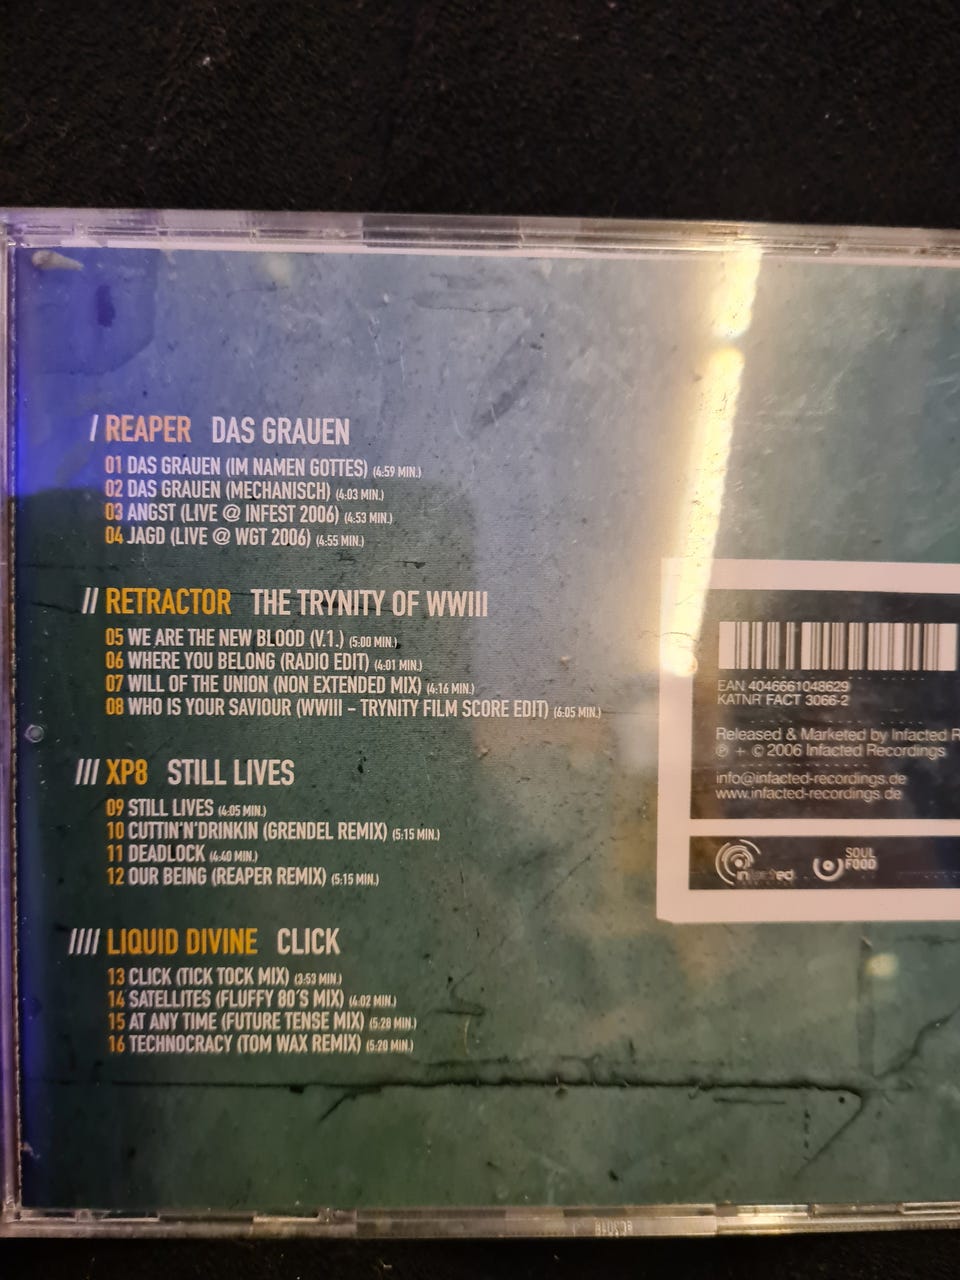 / REAPER DAS GRAUEN
01 DAS GRAUEN (IM NAMEN GOTTES) (4:59 MIN.)
02 DAS GRAUEN (MECHANISCH) (4:03 MIN.)
03 ANGST (LIVE @ INFEST 2006) (4:53 MIN.)
04 JAGD (LIVE @ WGT 2006) (4:55 MIN.)
// RETRACTOR THE TRYNITY OF WWIII
05 WE ARE THE NEW BLOOD (V.1.) (5:00 MIN.)
06 WHERE YOU BELONG (RADIO EDIT) (4:01 MIN.)
07 WILL OF THE UNION (NON EXTENDED MIX) (4:16 MIN.)
08 WHO IS YOUR SAVIOUR (WWIII – TRYNITY FILM SCORE EDIT) (6:05 MIN.)
/// XP8 STILL LIVES
09 STILL LIVES (4:05 MIN.)
10 CUTTIN'N'DRINKIN (GRENDEL REMIX) (5:15 MIN.)
11 DEADLOCK (4:40 MIN.)
12 OUR BEING (REAPER REMIX) (5:15 MIN.)
//// LIQUID DIVINE CLICK
13 CLICK (TICK TOCK MIX) (3:53 MIN.)
14 SATELLITES (FLUFFY 80'S MIX) (4:02 MIN.)
15 AT ANY TIME (FUTURE TENSE MIX) (5:28 MIN.)
16 TECHNOCRACY (TOM WAX REMIX) (5:20 MIN.)
EAN 4046661048629
KATNR FACT 3066-2
Released & Marketed by Infacted R
℗ + © 2006 Infacted Recordings
info@infacted-recordings.de
www.infacted-recordings.de
infacted
SOUL
FOOD